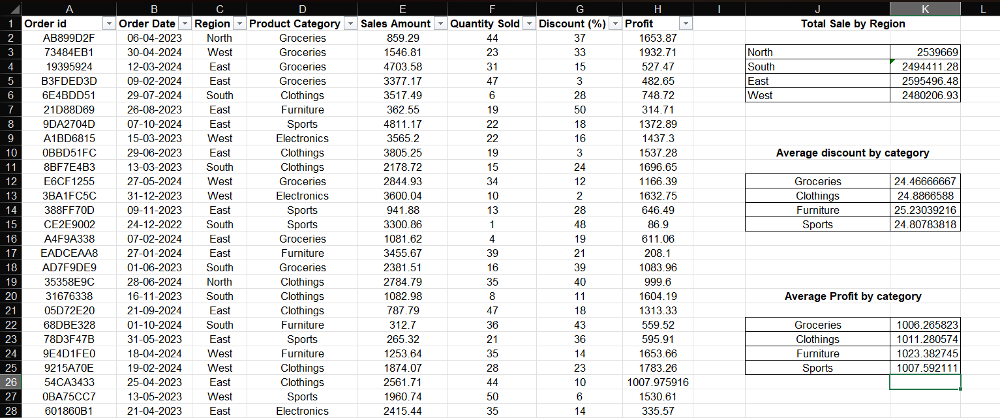 A B C D E F G H I J K L
1 Order id Order Date Region Product Category Sales Amount Quantity Sold Discount (%) Profit Total Sale by Region
2 AB899D2F 06-04-2023 North Groceries 859.29 44 37 1653.87
3 73484EB1 30-04-2024 West Groceries 1546.81 23 33 1932.71 North 2539669
4 19395924 12-03-2024 East Groceries 4703.58 31 15 527.47 South 2494411.28
5 B3FDED3D 09-02-2024 East Groceries 3377.17 47 3 482.65 East 2595496.48
6 6E4BDD51 29-07-2024 South Clothings 3517.49 6 28 748.72 West 2480206.93
7 21D88D69 26-08-2023 East Furniture 362.55 19 50 314.71
8 9DA2704D 07-10-2024 East Sports 4811.17 22 18 1372.89
9 A1BD6815 15-03-2023 West Electronics 3565.2 22 16 1437.3
10 0BBD51FC 29-06-2023 East Clothings 3805.25 19 3 1537.28 Average discount by category
11 8BF7E4B3 13-03-2023 South Clothings 2178.72 15 24 1696.65
12 E6CF1255 27-05-2024 West Groceries 2844.93 34 12 1166.39 Groceries 24.46666667
13 3BA1FC5C 31-12-2023 West Electronics 3600.04 10 2 1632.75 Clothings 24.8866588
14 388FF70D 09-11-2023 East Sports 941.88 13 28 646.49 Furniture 25.23039216
15 CE2E9002 24-12-2022 South Sports 3300.86 1 48 86.9 Sports 24.80783818
16 A4F9A338 07-02-2024 East Groceries 1081.62 4 19 611.06
17 EADCEAA8 27-01-2024 East Furniture 3455.67 39 21 208.1
18 AD7F9DE9 01-06-2023 South Groceries 2381.51 16 39 1083.96
19 35358E9C 28-06-2024 North Clothings 2784.79 35 40 999.6
20 31676338 16-11-2023 South Clothings 1082.98 8 11 1604.19 Average Profit by category
21 05D72E20 21-09-2024 East Clothings 787.79 47 18 1313.33
22 68DBE328 01-10-2024 South Furniture 312.7 36 43 559.52 Groceries 1006.265823
23 78D3F47B 31-05-2023 East Sports 265.32 21 36 595.91 Clothings 1011.280574
24 9E4D1FE0 18-04-2024 West Furniture 1253.64 35 14 1653.66 Furniture 1023.382745
25 9215A70E 19-02-2024 West Clothings 1874.07 28 23 1783.26 Sports 1007.592111
26 54CA3433 25-04-2023 East Clothings 2561.71 44 10 1007.975916
27 0BA75CC7 13-05-2023 West Sports 1960.74 50 6 1530.61
28 601860B1 21-04-2023 East Electronics 2415.44 35 14 335.57